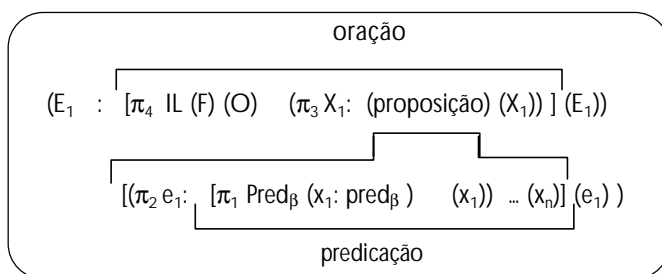 oração
(E₁ : [π₄ IL (F) (O) (π₃ X₁: (proposição) (X₁)) ] (E₁))
[(π₂ e₁: [π₁ Predᵦ (x₁: predᵦ ) (x₁)) ... (xₙ)] (e₁) )
predicação